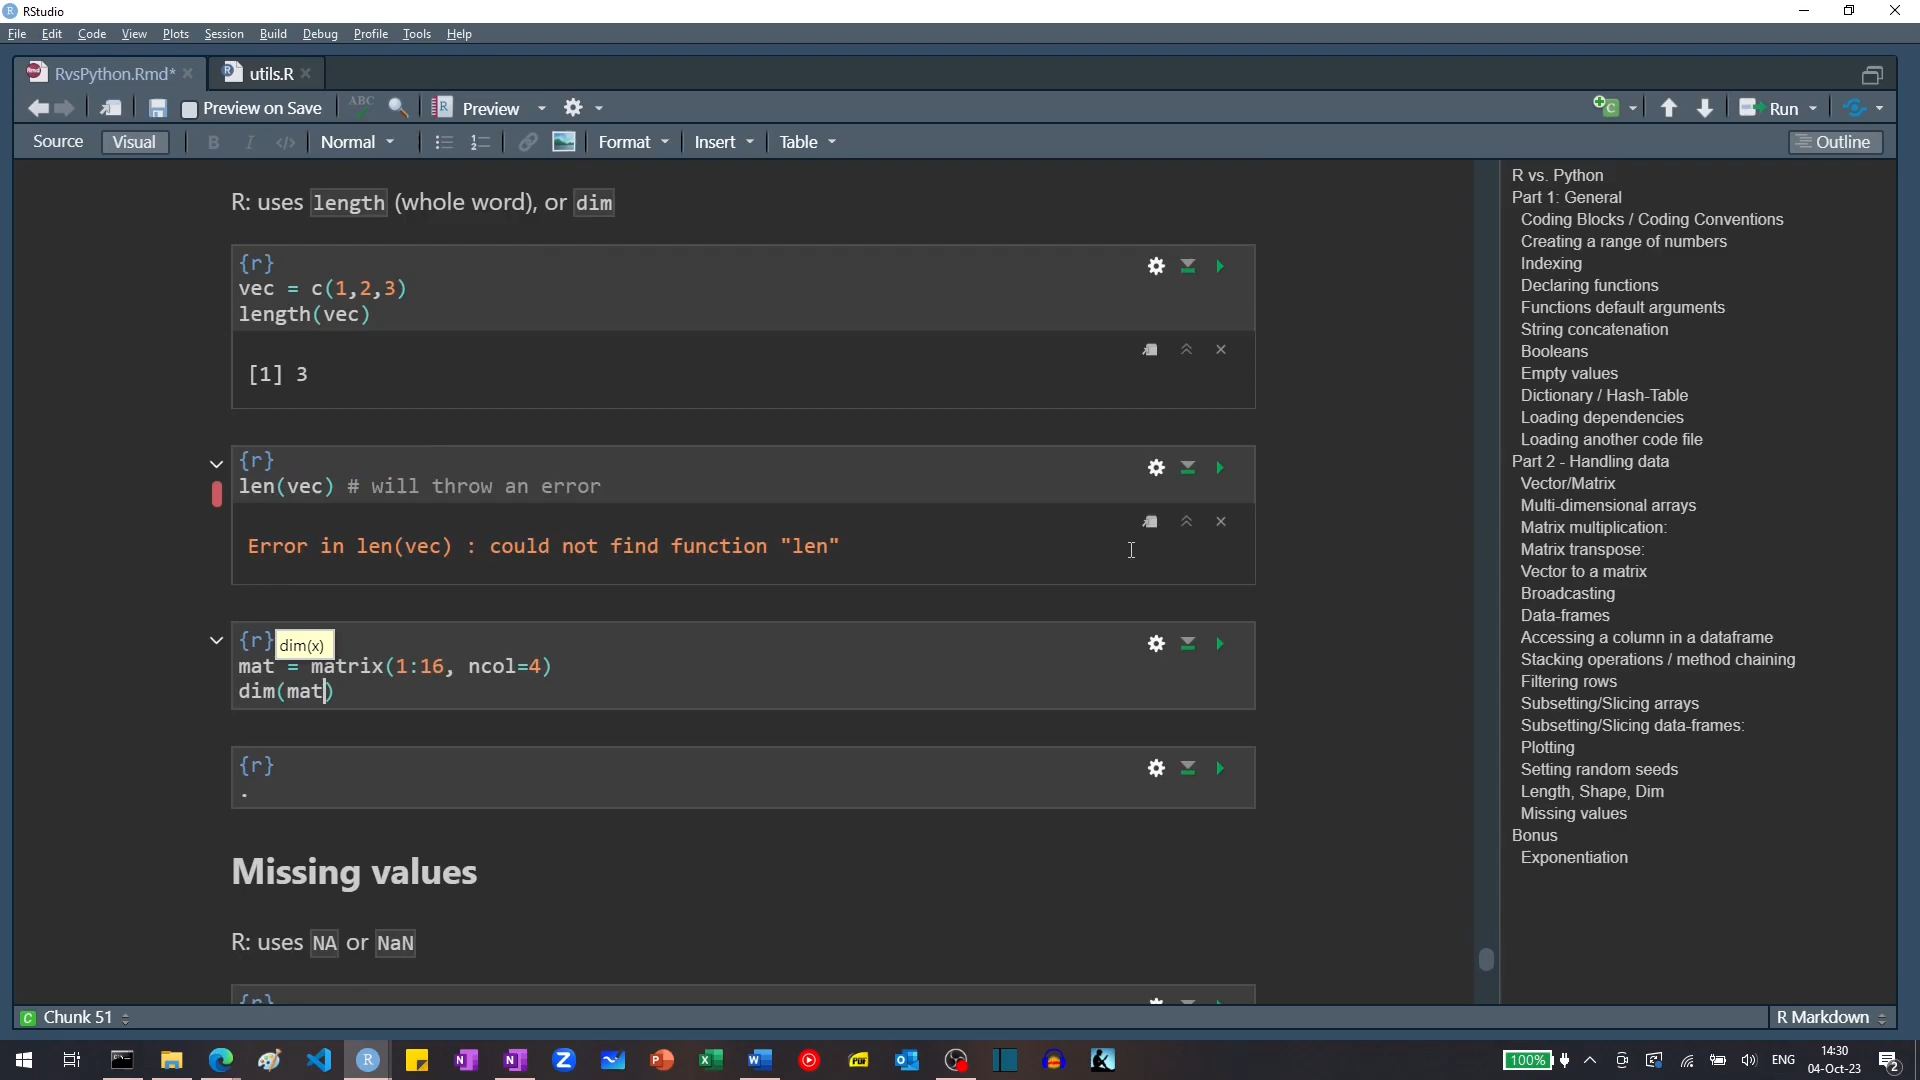 RStudio
File Edit Code View Plots Session Build Debug Profile Tools Help
RvsPython.Rmd* utils.R
Preview on Save ABC Preview Run
Source Visual B I </> Normal Format Insert Table Outline
R: uses length (whole word), or dim
{r}
vec = c(1,2,3)
length(vec)
[1] 3
{r}
len(vec) # will throw an error
Error in len(vec) : could not find function "len"
{r} dim(x)
mat = matrix(1:16, ncol=4)
dim(mat)
{r}
.
Missing values
R: uses NA or NaN
{r}
R vs. Python
Part 1: General
Coding Blocks / Coding Conventions
Creating a range of numbers
Indexing
Declaring functions
Functions default arguments
String concatenation
Booleans
Empty values
Dictionary / Hash-Table
Loading dependencies
Loading another code file
Part 2 - Handling data
Vector/Matrix
Multi-dimensional arrays
Matrix multiplication:
Matrix transpose:
Vector to a matrix
Broadcasting
Data-frames
Accessing a column in a dataframe
Stacking operations / method chaining
Filtering rows
Subsetting/Slicing arrays
Subsetting/Slicing data-frames:
Plotting
Setting random seeds
Length, Shape, Dim
Missing values
Bonus
Exponentiation
C Chunk 51 R Markdown
100% ENG 14:30
04-Oct-23 2